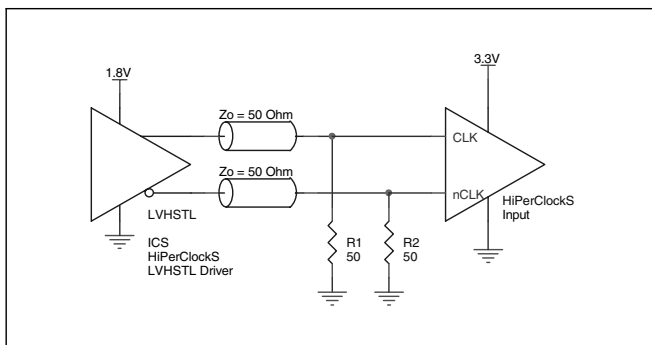 1.8V
3.3V
Zo = 50 Ohm
CLK
Zo = 50 Ohm
nCLK
HiPerClockS
Input
LVHSTL
ICS
HiPerClockS
LVHSTL Driver
R1
50
R2
50